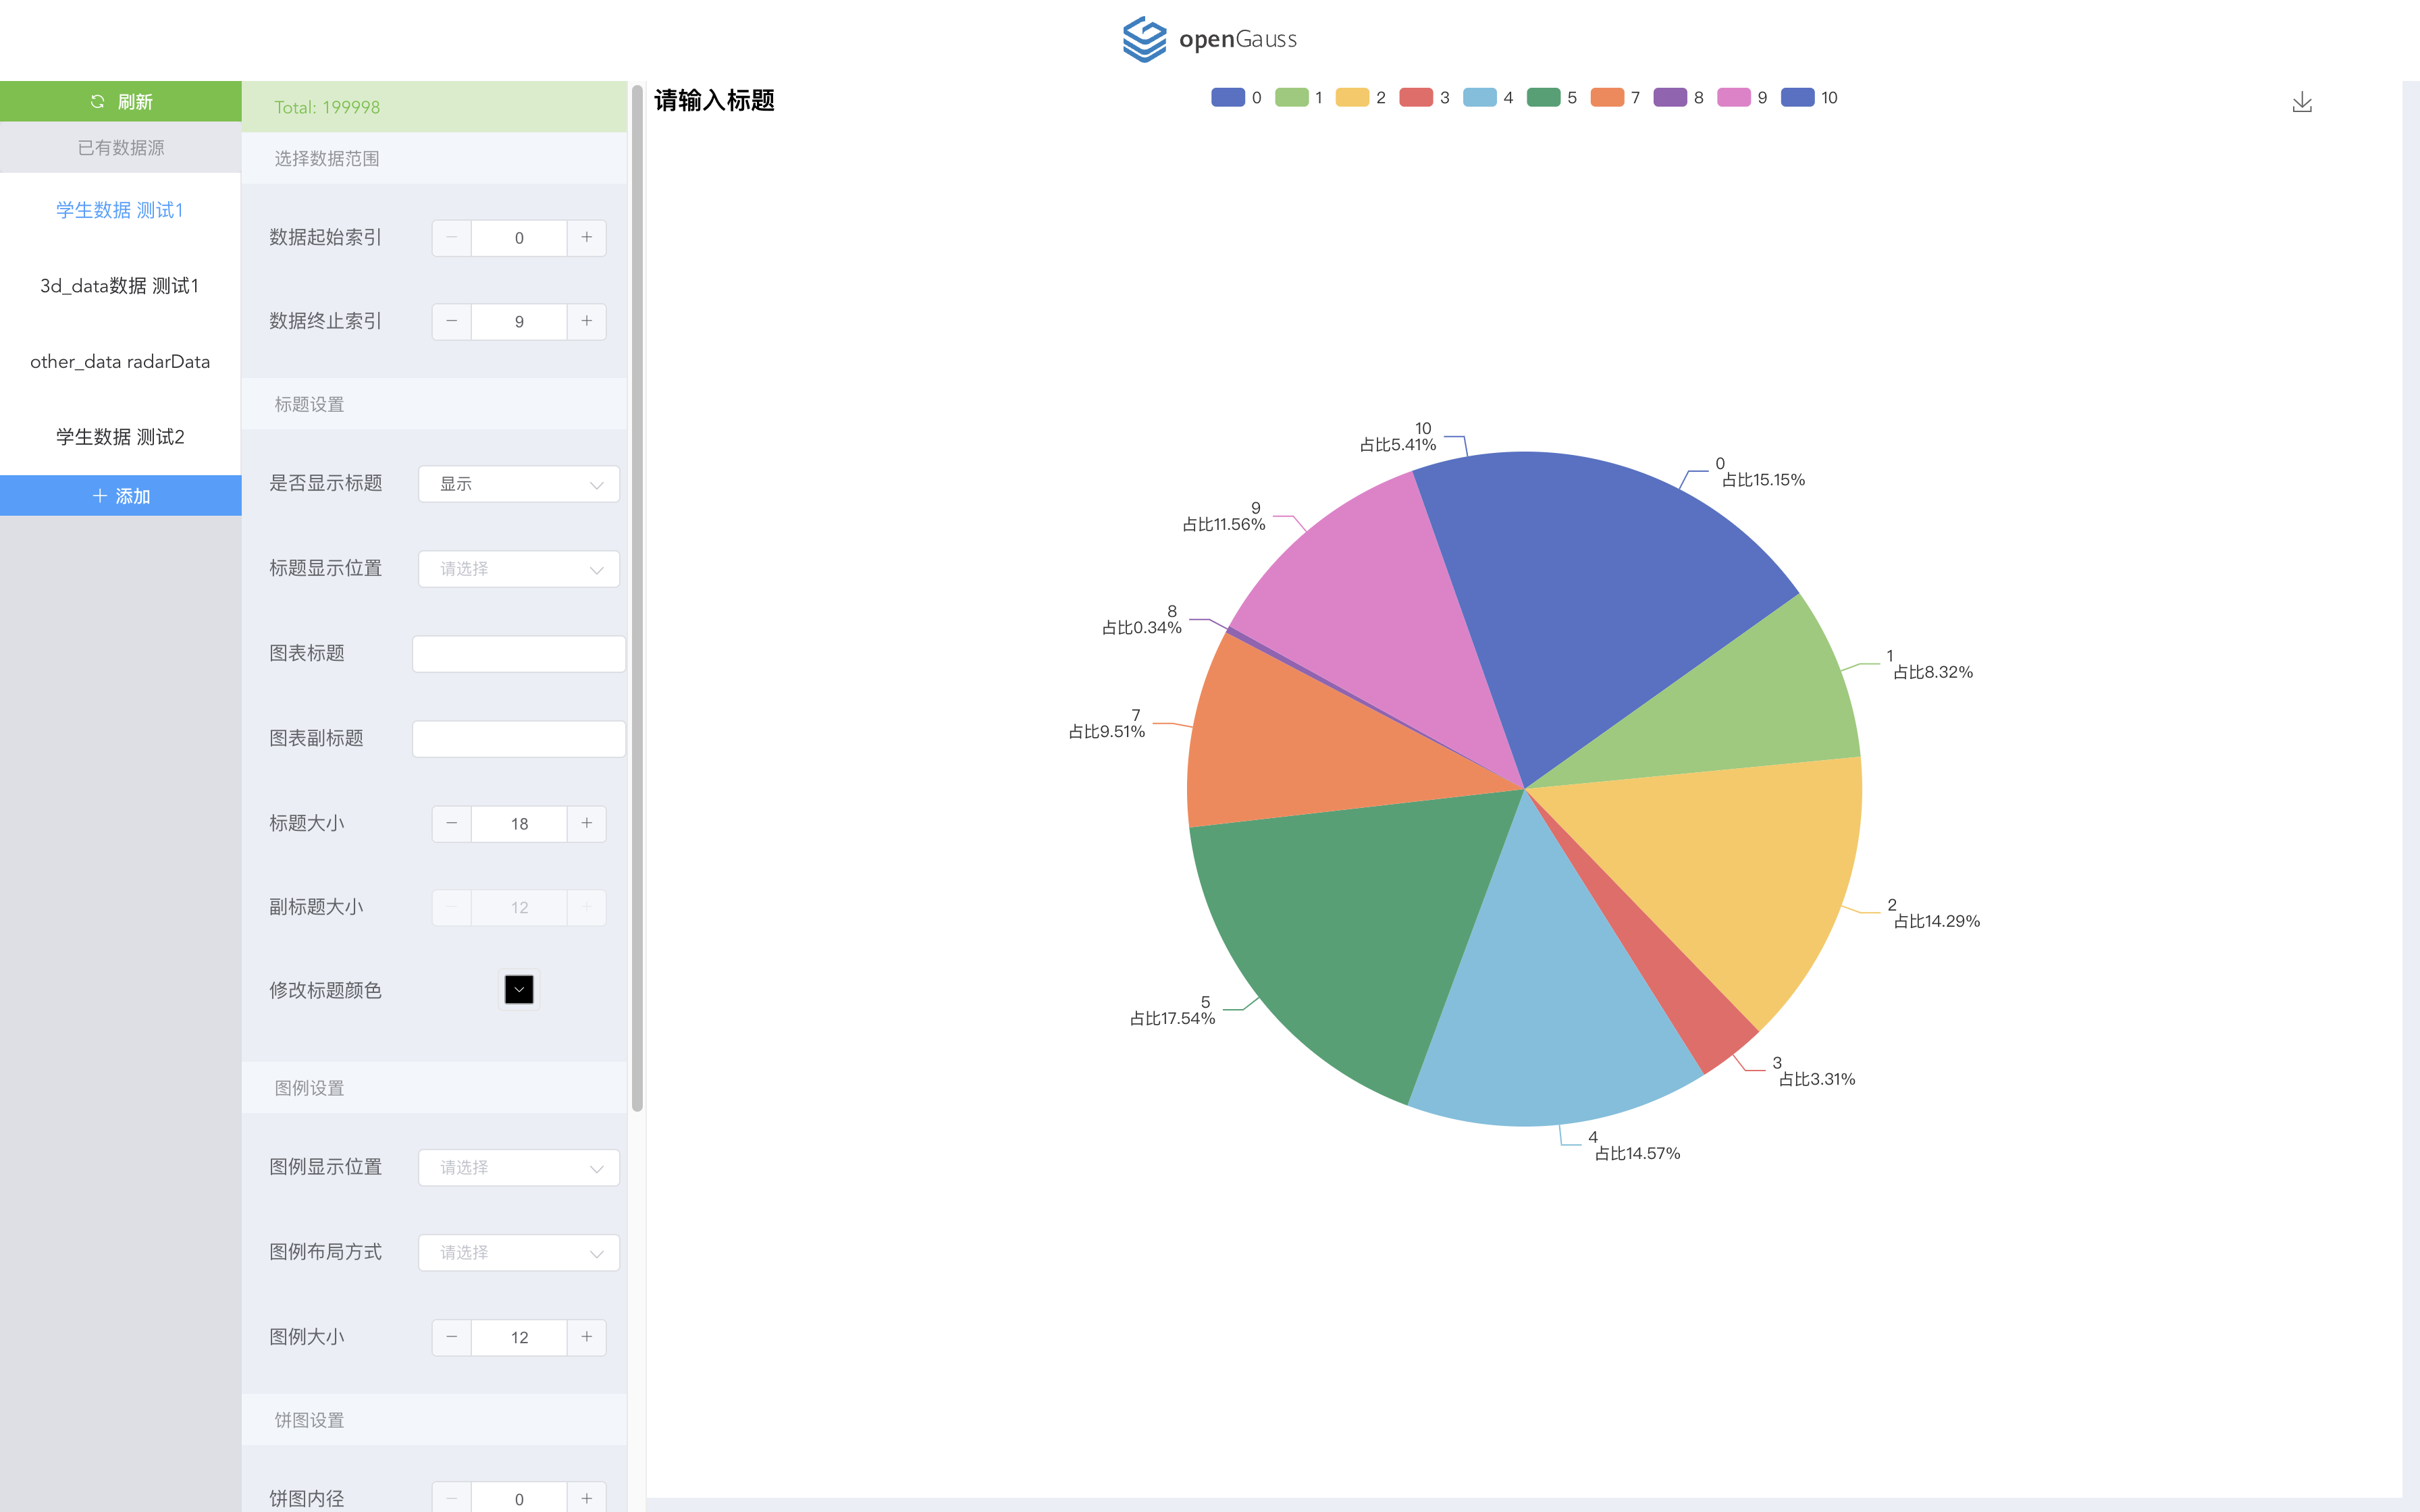 openGauss
刷新
已有数据源
学生数据 测试1
3d_data数据 测试1
other_data radarData
学生数据 测试2
添加
Total: 199998
选择数据范围
数据起始索引
0
数据终止索引
9
标题设置
是否显示标题
显示
标题显示位置
请选择
图表标题
图表副标题
标题大小
18
副标题大小
12
修改标题颜色
图例设置
图例显示位置
请选择
图例布局方式
请选择
图例大小
12
饼图设置
饼图内径
0
请输入标题
0 1 2 3 4 5 7 8 9 10
10
占比5.41%
0
占比15.15%
9
占比11.56%
8
占比0.34%
1
占比8.32%
7
占比9.51%
2
占比14.29%
5
占比17.54%
3
占比3.31%
4
占比14.57%